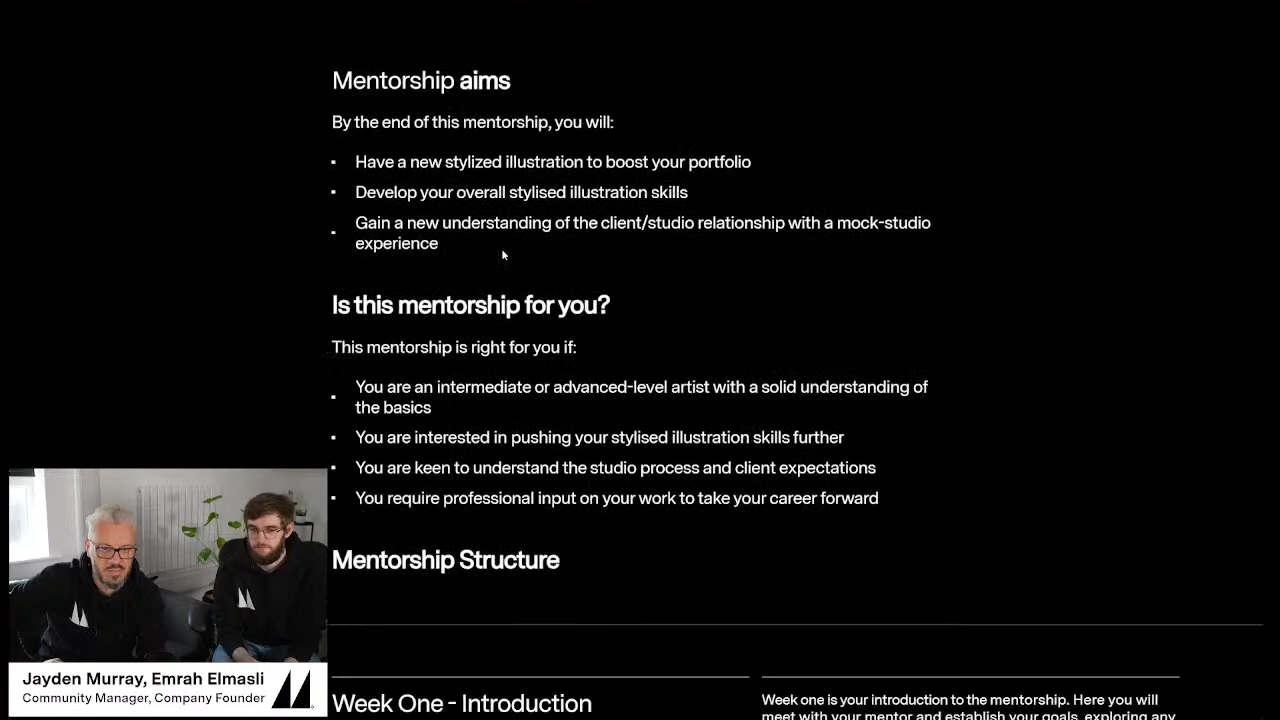 Mentorship aims
By the end of this mentorship, you will:
Have a new stylized illustration to boost your portfolio
Develop your overall stylised illustration skills
Gain a new understanding of the client/studio relationship with a mock-studio
experience
Is this mentorship for you?
This mentorship is right for you if:
You are an intermediate or advanced-level artist with a solid understanding of
the basics
You are interested in pushing your stylised illustration skills further
You are keen to understand the studio process and client expectations
You require professional input on your work to take your career forward
Mentorship Structure
Jayden Murray, Emrah Elmasli
Community Manager, Company Founder
Week One - Introduction
Week one is your introduction to the mentorship. Here you will
meet with your mentor and establish your goals, exploring any